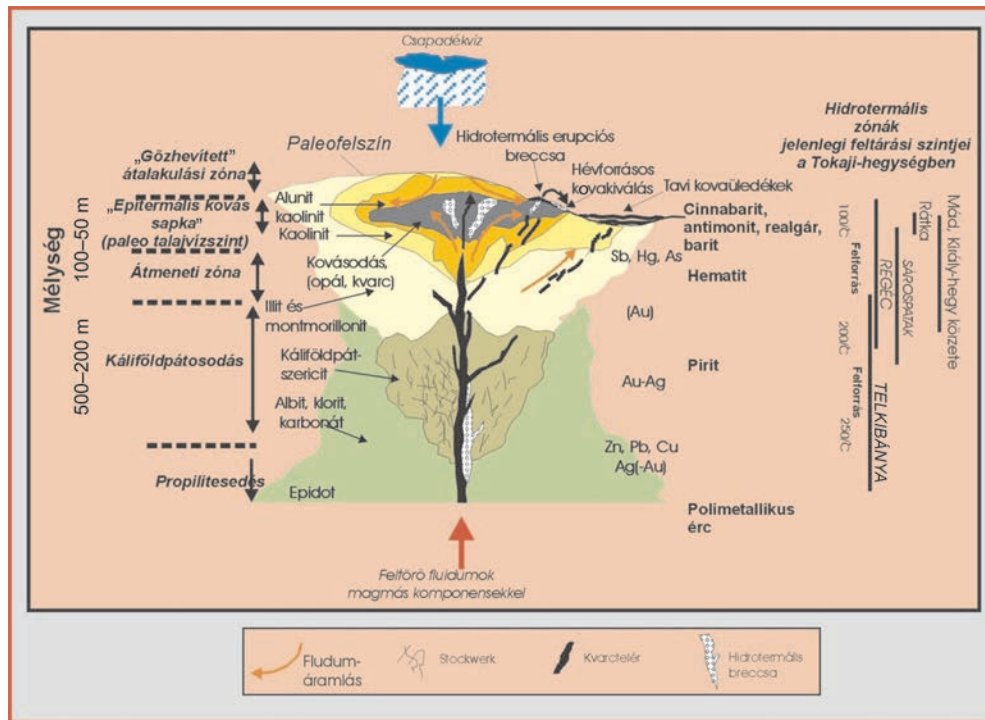 Csapadékvíz
Hidrotermális
zónák
jelenlegi feltárási szintjei
a Tokaji-hegységben
Paleofelszín
Hidrotermális erupciós
breccsa
Hévforrásos
kovakiválás
Tavi kovaüledékek
„Gőzhevített”
átalakulási zóna
„Epitermális kovás
sapka”
(paleo talajvízszint)
Átmeneti zóna
Káliföldpátosodás
Propilitesedés
Mélység
100–50 m
500–200 m
Alunit
kaolinit
Kaolinit
Kovásodás,
(opál, kvarc)
Illit és
montmorillonit
Káliföldpát-
szericit
Albit, klorit,
karbonát
Epidot
Sb, Hg, As
(Au)
Au-Ag
Zn, Pb, Cu
Ag(-Au)
Cinnabarit,
antimonit, realgár,
barit
Hematit
Pirit
Polimetallikus
érc
100/C
Felforrás
200/C
Felforrás
250/C
REGÉC
TELKIBÁNYA
SÁROSPATAK
Rátka
Mád, Király-hegy körzete
Feltörő fluidumok
magmás komponensekkel
Fludum-
áramlás
Stockwerk
Kvarctelér
Hidrotermális
breccsa